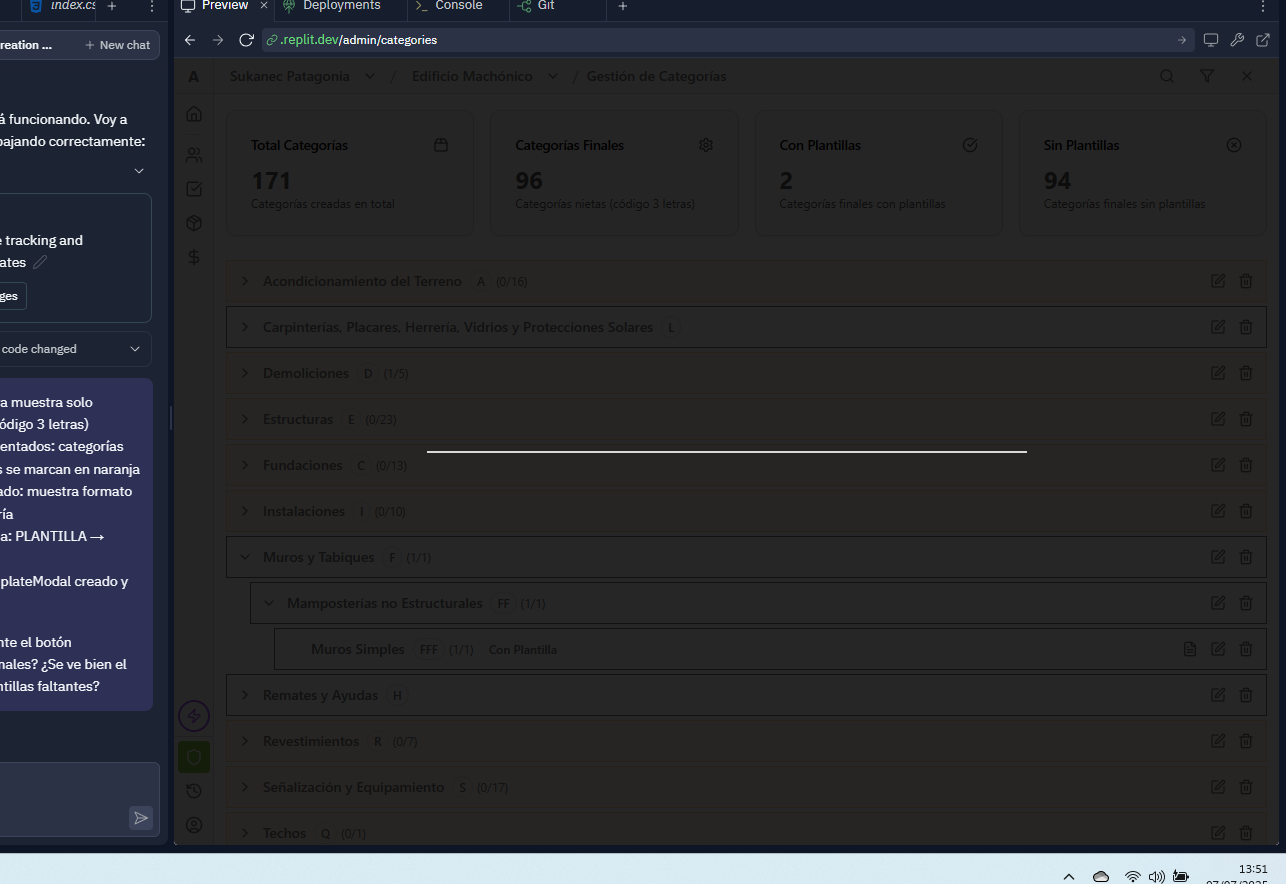 index.cs
Preview
Deployments
Console
Git
reation ...
New chat
.replit.dev/admin/categories
A
Sukanec Patagonia / Edificio Machónico / Gestión de Categorías
á funcionando. Voy a
bajando correctamente:
e tracking and
ates
ges
code changed
a muestra solo
ódigo 3 letras)
entados: categorías
s se marcan en naranja
ado: muestra formato
ría
a: PLANTILLA →
plateModal creado y
nte el botón
nales? ¿Se ve bien el
ntillas faltantes?
Total Categorías
171
Categorías creadas en total
Categorías Finales
96
Categorías nietas (código 3 letras)
Con Plantillas
2
Categorías finales con plantillas
Sin Plantillas
94
Categorías finales sin plantillas
Acondicionamiento del Terreno A (0/16)
Carpinterías, Placares, Herrería, Vidrios y Protecciones Solares L
Demoliciones D (1/5)
Estructuras E (0/23)
Fundaciones C (0/13)
Instalaciones I (0/10)
Muros y Tabiques F (1/1)
Mamposterías no Estructurales FF (1/1)
Muros Simples FFF (1/1) Con Plantilla
Remates y Ayudas H
Revestimientos R (0/7)
Señalización y Equipamiento S (0/17)
Techos Q (0/1)
13:51